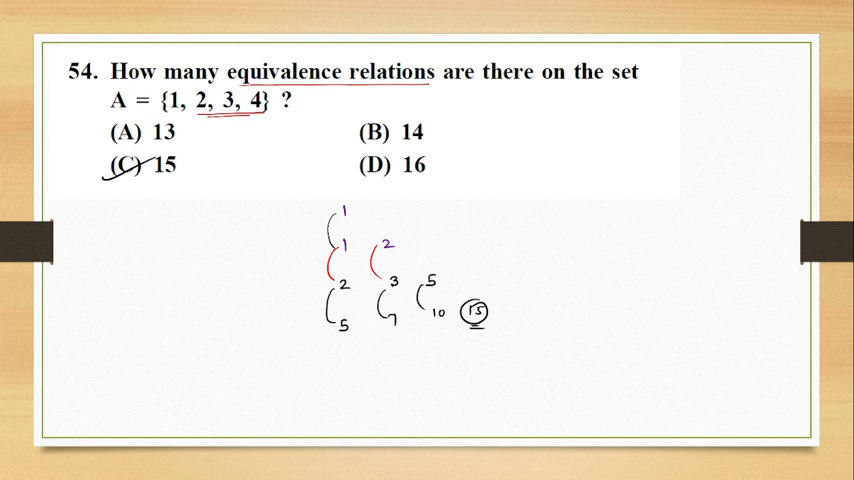 54. How many equivalence relations are there on the set
A = {1, 2, 3, 4} ?
(A) 13 (B) 14
(C) 15 (D) 16
1
1 2
2 3 5
5 7 10 15